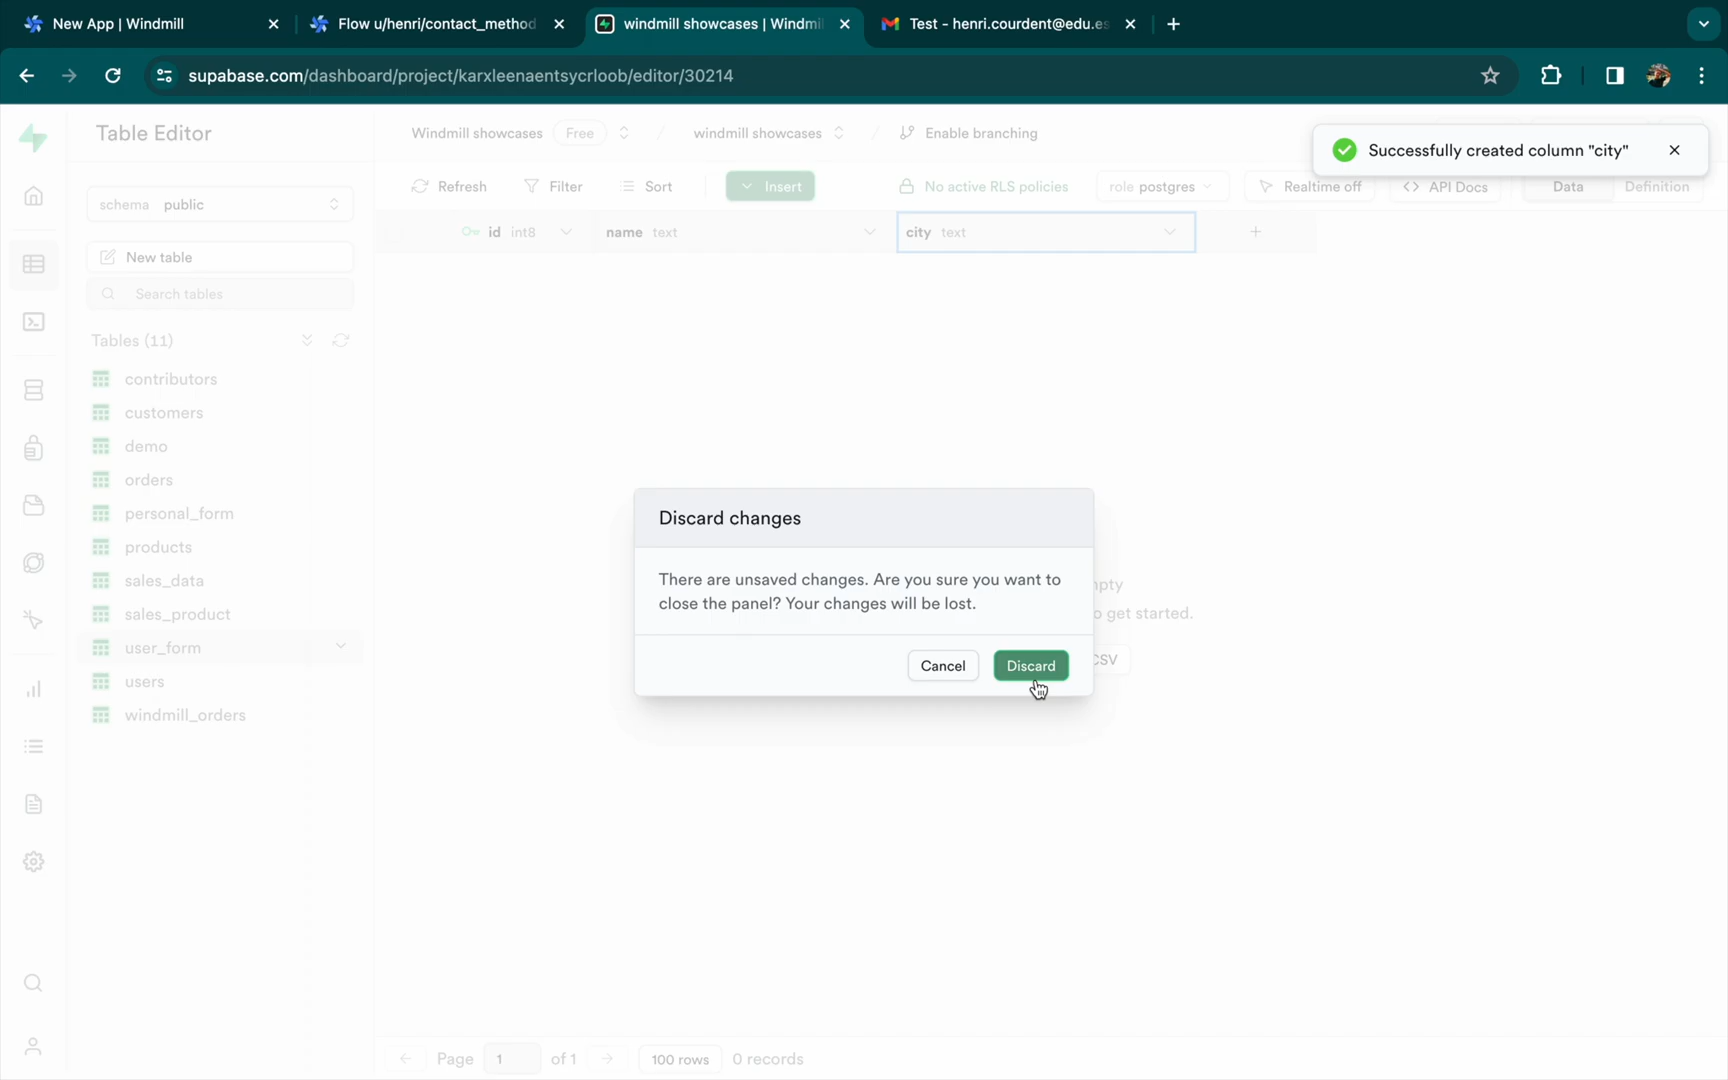 New App | Windmill
Flow u/henri/contact_method
windmill showcases | Windmi
Test - henri.courdent@edu.es
supabase.com/dashboard/project/karxleenaentsycrloob/editor/30214
Table Editor
Windmill showcases Free / windmill showcases / Enable branching
Successfully created column "city"
schema public
Refresh Filter Sort Insert No active RLS policies role postgres Realtime off API Docs Data Definition
id int8 name text city text
New table
Search tables
Tables (11)
contributors
customers
demo
orders
personal_form
products
sales_data
sales_product
user_form
users
windmill_orders
Discard changes
There are unsaved changes. Are you sure you want to
close the panel? Your changes will be lost.
Cancel Discard
mpty
o get started.
CSV
Page 1 of 1 100 rows 0 records